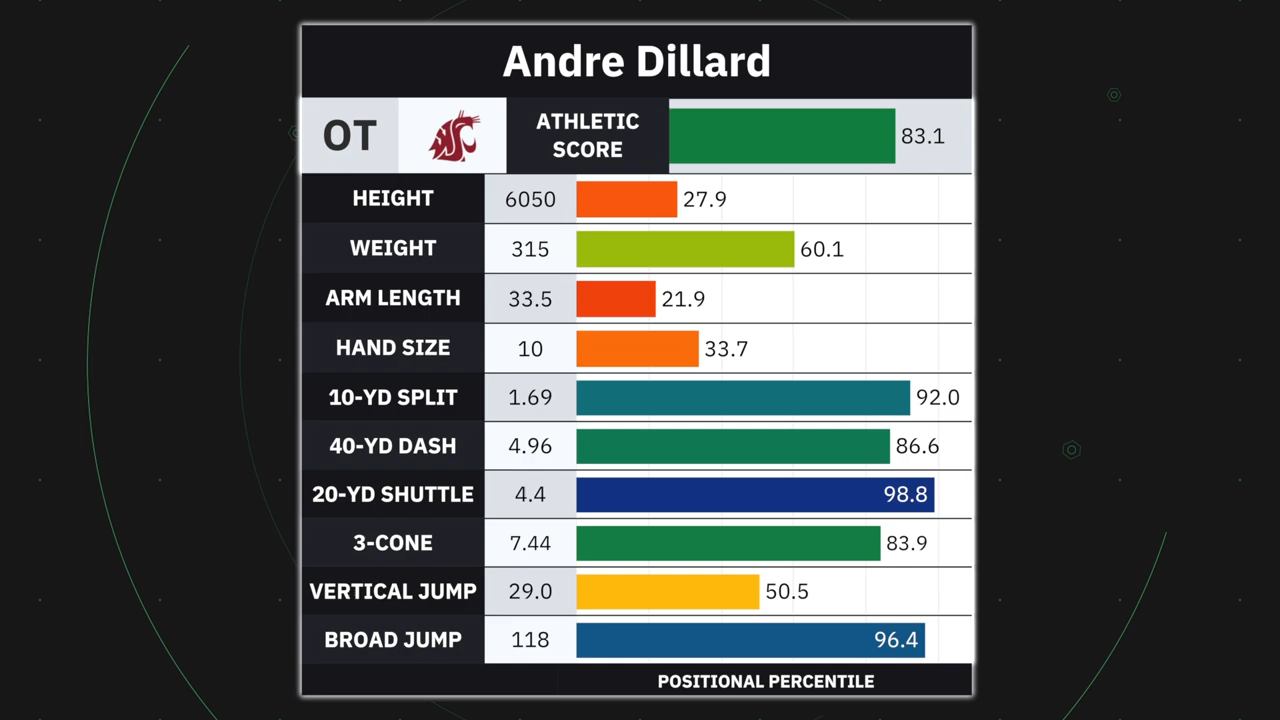 Andre Dillard
OT
ATHLETIC
SCORE
83.1
HEIGHT 6050 27.9
WEIGHT 315 60.1
ARM LENGTH 33.5 21.9
HAND SIZE 10 33.7
10-YD SPLIT 1.69 92.0
40-YD DASH 4.96 86.6
20-YD SHUTTLE 4.4 98.8
3-CONE 7.44 83.9
VERTICAL JUMP 29.0 50.5
BROAD JUMP 118 96.4
POSITIONAL PERCENTILE